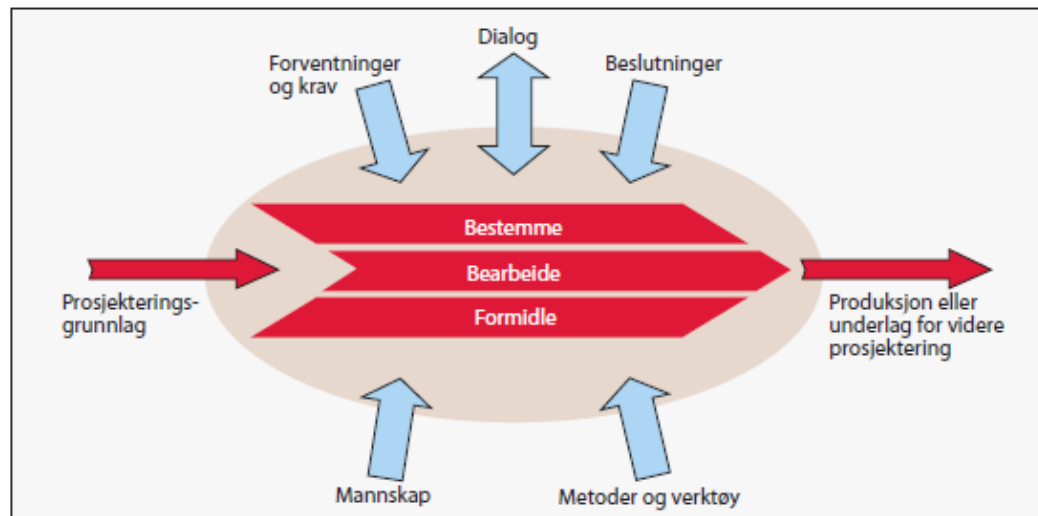 Dialog
Forventninger
og krav
Beslutninger
Bestemme
Bearbeide
Formidle
Prosjekterings-
grunnlag
Produksjon eller
underlag for videre
prosjektering
Mannskap
Metoder og verktøy